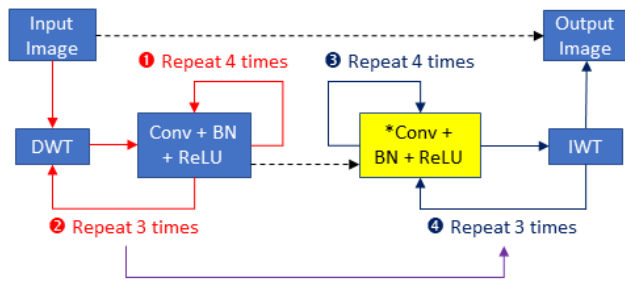 Input
Image
Output
Image
❶ Repeat 4 times
❸ Repeat 4 times
DWT
Conv + BN
+ ReLU
*Conv +
BN + ReLU
IWT
❷ Repeat 3 times
❹ Repeat 3 times